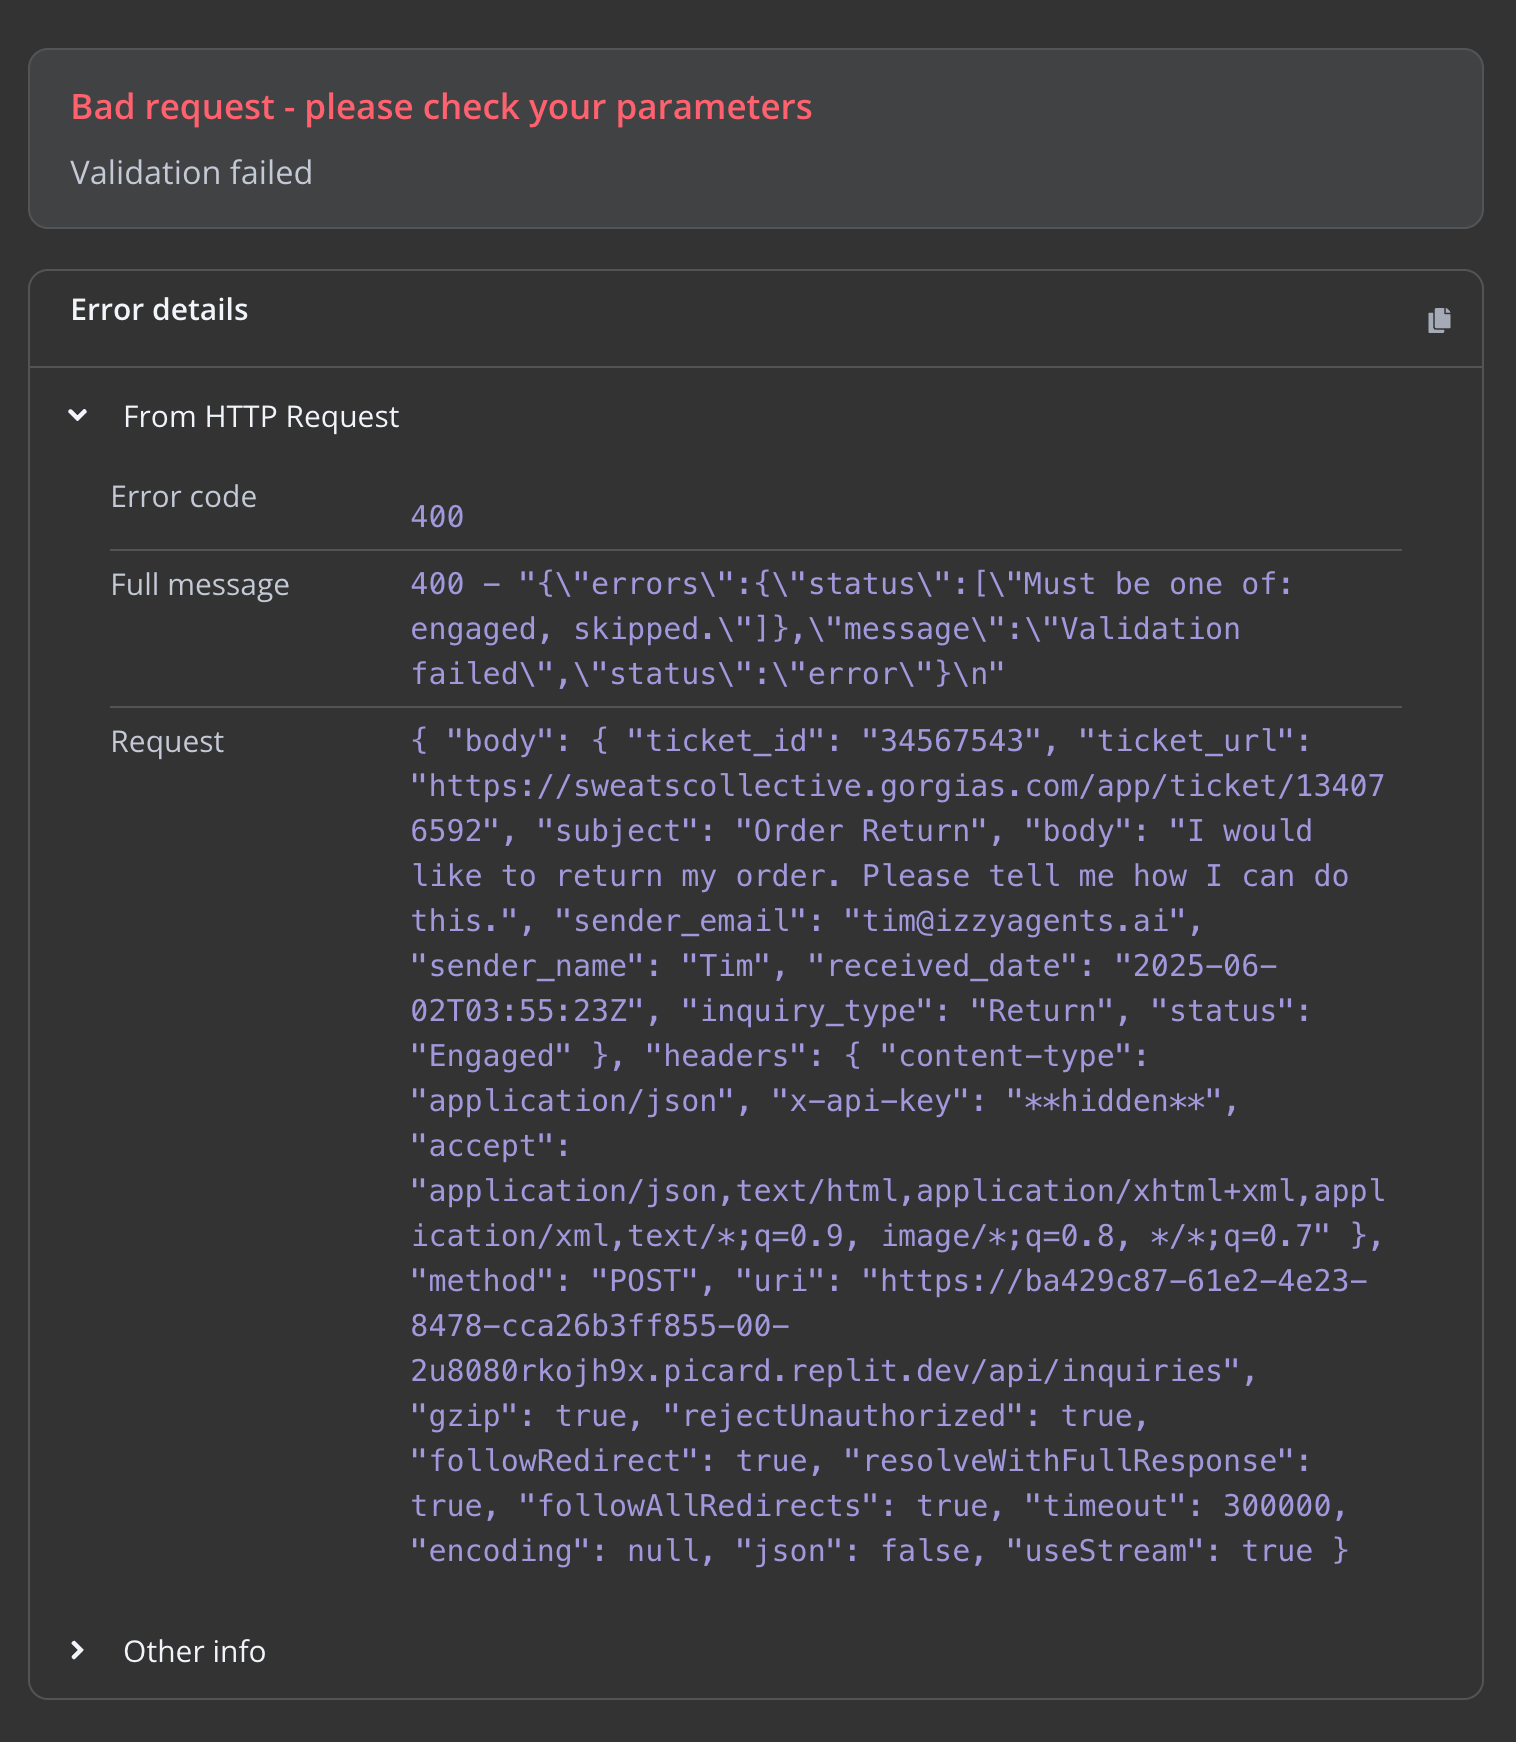 Bad request - please check your parameters
Validation failed
Error details
From HTTP Request
Error code
400
Full message
400 - "{\"errors\":{\"status\":[\"Must be one of:
engaged, skipped.\"]},\"message\":\"Validation
failed\",\"status\":\"error\"}\n"
Request
{ "body": { "ticket_id": "34567543", "ticket_url":
"https://sweatscollective.gorgias.com/app/ticket/13407
6592", "subject": "Order Return", "body": "I would
like to return my order. Please tell me how I can do
this.", "sender_email": "tim@izzyagents.ai",
"sender_name": "Tim", "received_date": "2025-06-
02T03:55:23Z", "inquiry_type": "Return", "status":
"Engaged" }, "headers": { "content-type":
"application/json", "x-api-key": "**hidden**",
"accept":
"application/json,text/html,application/xhtml+xml,appl
ication/xml,text/*;q=0.9, image/*;q=0.8, */*;q=0.7" },
"method": "POST", "uri": "https://ba429c87-61e2-4e23-
8478-cca26b3ff855-00-
2u8080rkojh9x.picard.replit.dev/api/inquiries",
"gzip": true, "rejectUnauthorized": true,
"followRedirect": true, "resolveWithFullResponse":
true, "followAllRedirects": true, "timeout": 300000,
"encoding": null, "json": false, "useStream": true }
Other info